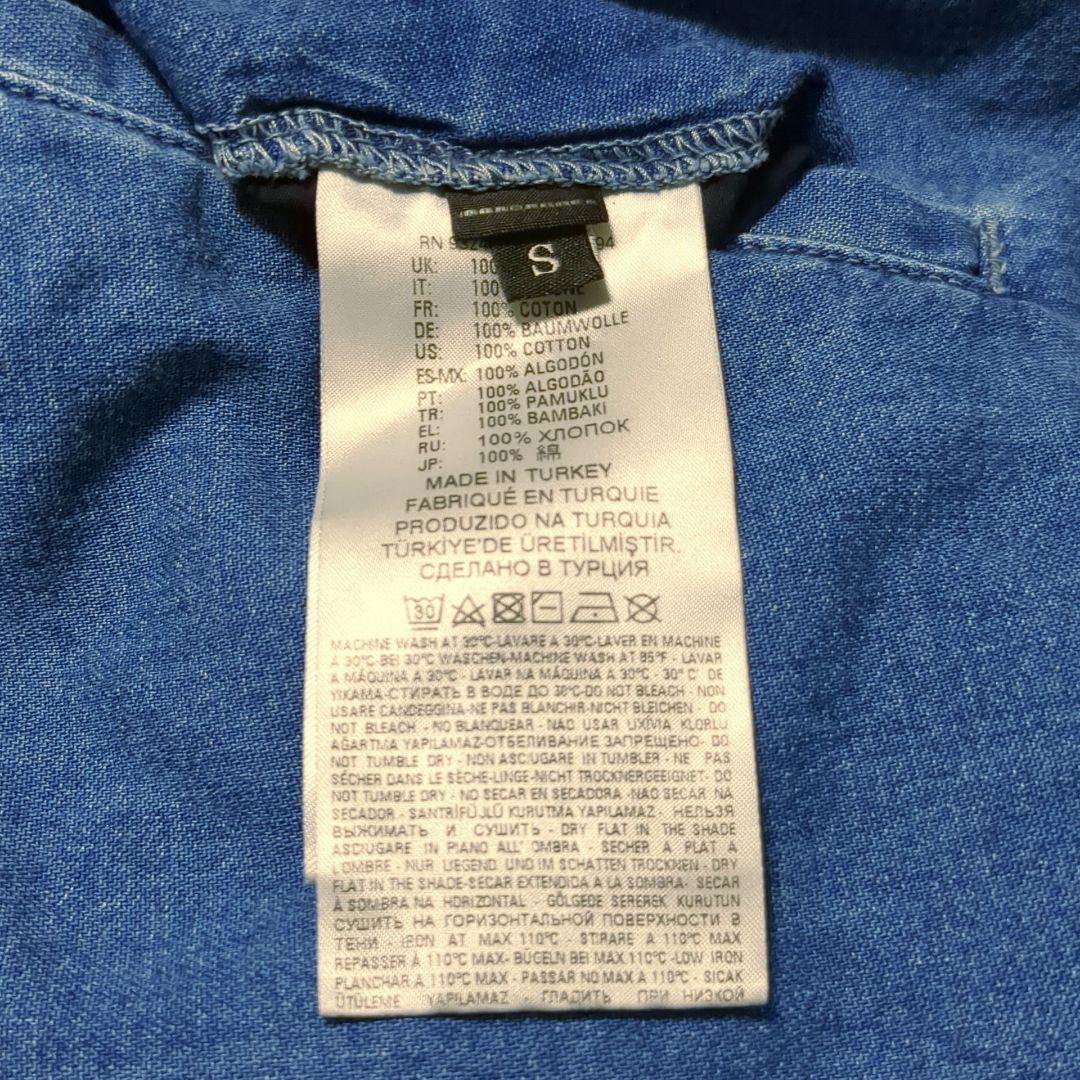 S
RN 94
UK: 100
IT: 100
FR: 100% COTON
DE: 100% BAUMWOLLE
US: 100% COTTON
ES-MX: 100% ALGODÓN
PT: 100% ALGODÃO
TR: 100% PAMUKLU
EL: 100% BAMBAKI
RU: 100% ХЛОПОК
JP: 100% 綿
MADE IN TURKEY
FABRIQUÉ EN TURQUIE
PRODUZIDO NA TURQUIA
TÜRKİYE'DE ÜRETİLMİŞTİR.
СДЕЛАНО В ТУРЦИЯ
30
MACHINE WASH AT 30°C-LAVARE A 30°C-LAVER EN MACHINE
A 30°C-BEI 30°C WASCHEN-MACHINE WASH AT 85°F - LAVAR
A MÁQUINA A 30°C - LAVAR NA MÁQUINA A 30°C - 30° C' DE
YIKAMA-СТИРАТЬ В ВОДЕ ДО 30°C-DO NOT BLEACH - NON
USARE CANDEGGINA-NE PAS BLANCHIR-NICHT BLEICHEN - DO
NOT BLEACH - NO BLANQUEAR - NÃO USAR LIXIVIA KLORLU
AĞARTMA YAPILAMAZ-ОТБЕЛИВАНИЕ ЗАПРЕЩЕНО- DO
NOT TUMBLE DRY - NON ASCIUGARE IN TUMBLER - NE PAS
SÉCHER DANS LE SÈCHE-LINGE-NICHT TROCKNERGEEIGNET- DO
NOT TUMBLE DRY - NO SECAR EN SECADORA -NÃO SECAR NA
SECADOR - SANTRİFÜJLÜ KURUTMA YAPILAMAZ - НЕЛЬЗЯ
ВЫЖИМАТЬ И СУШИТЬ - DRY FLAT IN THE SHADE
ASCIUGARE IN PIANO ALL' OMBRA - SECHER A PLAT A
L'OMBRE - NUR LIEGEND UND IM SCHATTEN TROCKNEN - DRY
FLAT IN THE SHADE-SECAR EXTENDIDA A LA SOMBRA- SECAR
À SOMBRA NA HORIZONTAL - GÖLGEDE SEREREK KURUTUN
СУШИТЬ НА ГОРИЗОНТАЛЬНОЙ ПОВЕРХНОСТИ В
ТЕНИ - IRON AT MAX 110°C - STIRARE A 110°C MAX
REPASSER À 110°C MAX- BÜGELN BEI MAX 110°C-LOW IRON
PLANCHAR A 110°C MAX - PASSAR NO MAX A 110°C - SICAK
ÜTÜLEME YAPILAMAZ - ГЛАДИТЬ ПРИ НИЗКОЙ